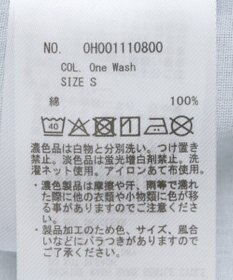 NO. 0H001110800
COL. One Wash
SIZE S
綿 100%
40
濃色品は白物と分別洗い。つけ置き
禁止。淡色品は蛍光増白剤禁止。洗
濯ネット使用。アイロンあて布使用
・濃色製品は摩擦や汗、雨等で濡れ
た際に他の衣類や小物類に色が移
る事がありますのでご注意くださ
い。
・製品加工のため色、サイズ、風合
いなどにバラつきがありますので
ご了承ください。